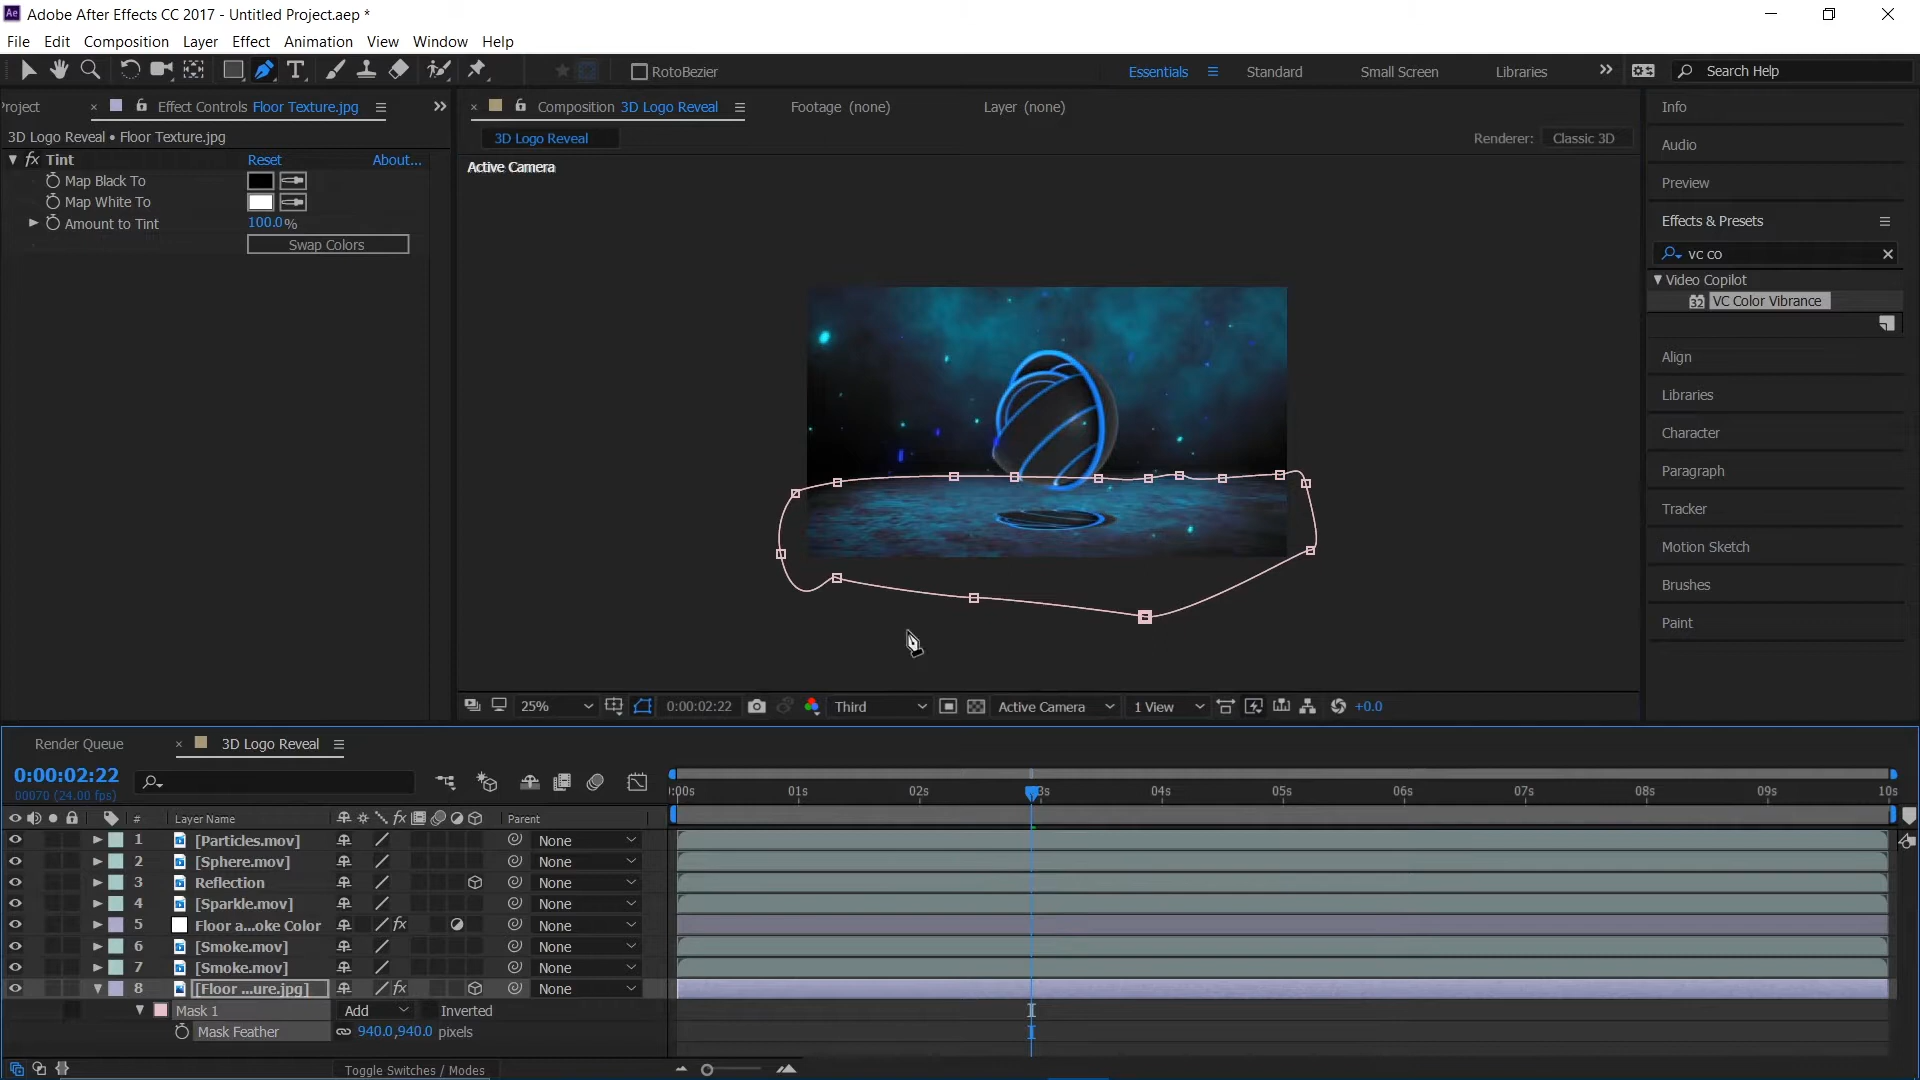 Ae Adobe After Effects CC 2017 - Untitled Project.aep *
File Edit Composition Layer Effect Animation View Window Help
T RotoBezier Essentials Standard Small Screen Libraries Search Help
roject Effect Controls Floor Texture.jpg Composition 3D Logo Reveal Footage (none) Layer (none) Info
3D Logo Reveal • Floor Texture.jpg 3D Logo Reveal Renderer: Classic 3D
Audio
fx Tint Reset About... Active Camera
Map Black To Preview
Map White To
Amount to Tint 100.0% Effects & Presets
Swap Colors vc co
Video Copilot
32 VC Color Vibrance
Align
Libraries
Character
Paragraph
Tracker
Motion Sketch
Brushes
Paint
25% 0:00:02:22 Third Active Camera 1 View +0.0
Render Queue 3D Logo Reveal
0:00:02:22
00070 (24.00 fps) :00s 01s 02s 3s 04s 05s 06s 07s 08s 09s 10s
# Layer Name fx Parent
1 [Particles.mov] None
2 [Sphere.mov] None
3 Reflection None
4 [Sparkle.mov] None
5 Floor a...oke Color fx None
6 [Smoke.mov] None
7 [Smoke.mov] None
8 [Floor ...ure.jpg] fx None
Mask 1 Add Inverted
Mask Feather 940.0,940.0 pixels
Toggle Switches / Modes